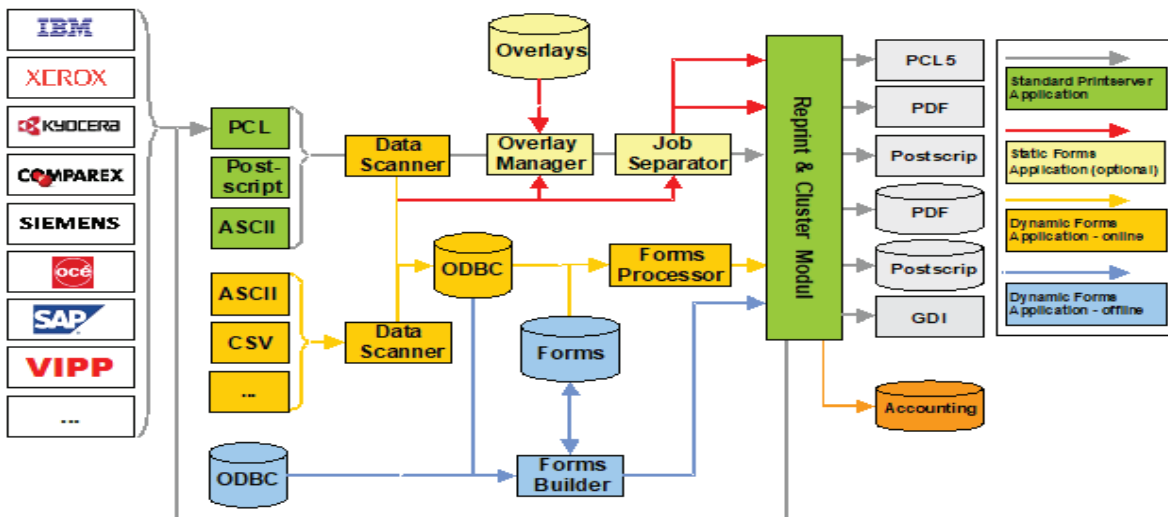 IBM
XEROX
KYOCERA
COMPAREX
SIEMENS
océ
SAP
VIPP
...
PCL
Post-
script
ASCII
ASCII
CSV
...
ODBC
Data
Scanner
Data
Scanner
Overlays
Overlay
Manager
Job
Separator
ODBC
Forms
Processor
Forms
Forms
Builder
Reprint & Cluster Modul
PCL5
PDF
Postscrip
PDF
Postscrip
GDI
Accounting
Standard Printserver
Application
Static Forms
Application (optional)
Dynamic Forms
Application - online
Dynamic Forms
Application - offline